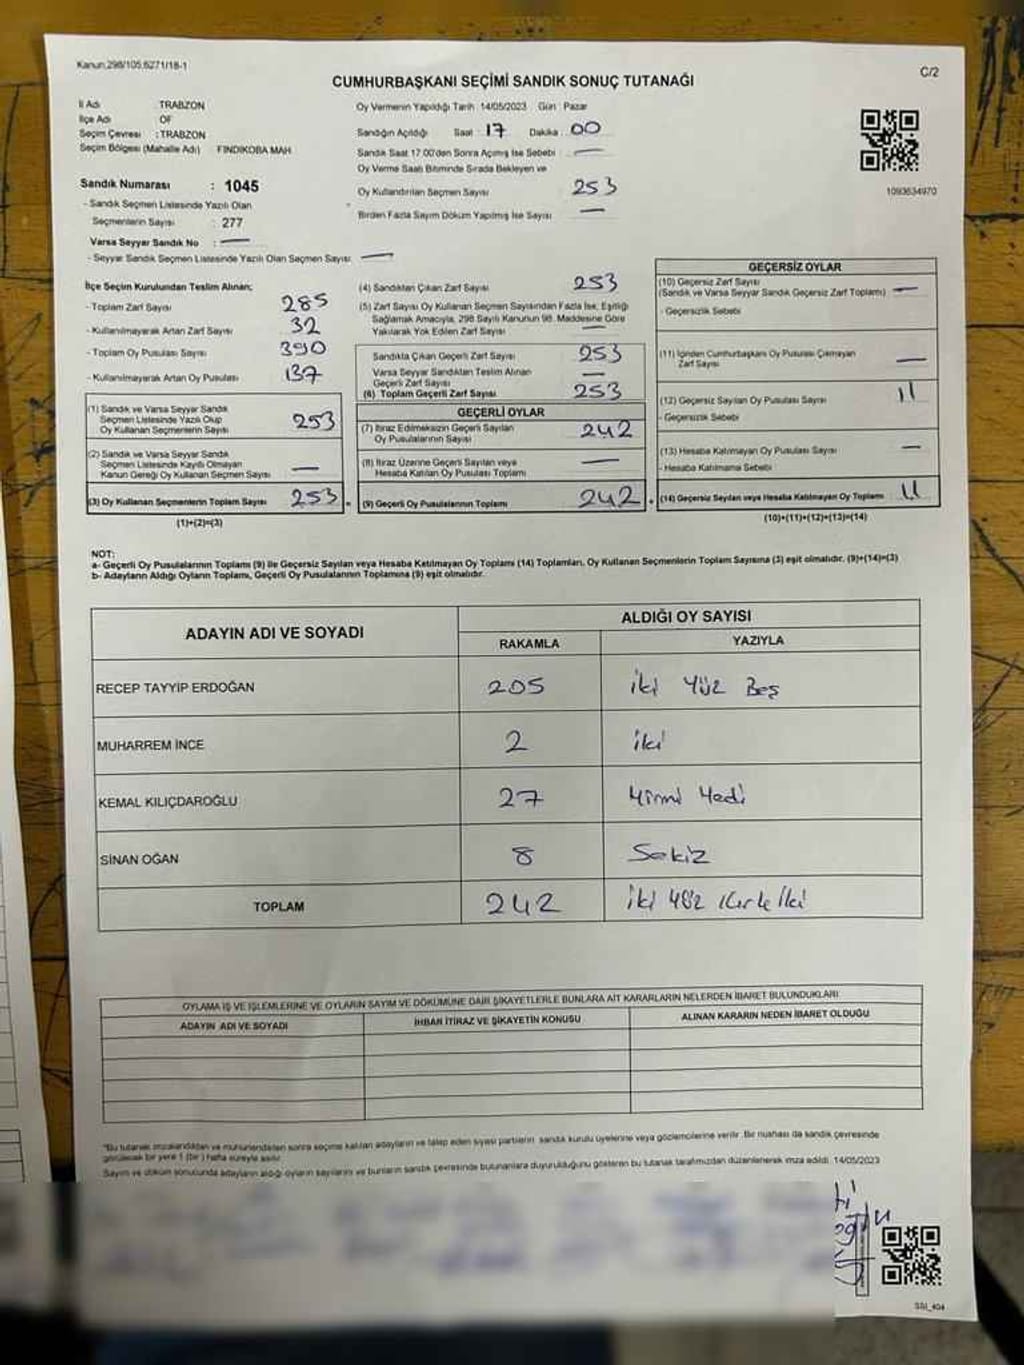 Kanun,298/105,6271/18-1
C/2
CUMHURBAŞKANI SEÇİMİ SANDIK SONUÇ TUTANAĞI
İl Adı TRABZON
İlçe Adı OF
Seçim Çevresi : TRABZON
Seçim Bölgesi (Mahalle Adı) FINDIKOBA MAH
Sandık Numarası : 1045
- Sandık Seçmen Listesinde Yazılı Olan
Seçmenlerin Sayısı : 277
Varsa Seyyar Sandık No : —
- Seyyar Sandık Seçmen Listesinde Yazılı Olan Seçmen Sayısı: —
Oy Vermenin Yapıldığı Tarih :14/05/2023 Gün : Pazar
Sandığın Açıldığı Saat : 17 Dakika : 00
Sandık Saat 17:00'den Sonra Açımış İse Sebebi : —
Oy Verme Saati Bitiminde Sırada Bekleyen ve
Oy Kullandırılan Seçmen Sayısı 253
Birden Fazla Sayım Döküm Yapılmış İse Sayısı —
1093634970
İlçe Seçim Kurulundan Teslim Alınan;
- Toplam Zarf Sayısı 285
- Kullanılmayarak Artan Zarf Sayısı 32
- Toplam Oy Pusulası Sayısı 390
- Kullanılmayarak Artan Oy Pusulası 137
(1) Sandık ve Varsa Seyyar Sandık
Seçmen Listesinde Yazılı Olup
Oy Kullanan Seçmenlerin Sayısı 253
(2) Sandık ve Varsa Seyyar Sandık
Seçmen Listesinde Kayıtlı Olmayan
Kanun Gereği Oy Kullanan Seçmen Sayısı —
(3) Oy Kullanan Seçmenlerin Toplam Sayısı 253
(1)+(2)=(3)
(4) Sandıktan Çıkan Zarf Sayısı 253
(5) Zarf Sayısı Oy Kullanan Seçmen Sayısından Fazla İse, Eşitliği
Sağlamak Amacıyla, 298 Sayılı Kanunun 98. Maddesine Göre
Yakılarak Yok Edilen Zarf Sayısı —
Sandıkta Çıkan Geçerli Zarf Sayısı 253
Varsa Seyyar Sandıktan Teslim Alınan
Geçerli Zarf Sayısı —
(6) Toplam Geçerli Zarf Sayısı 253
GEÇERLİ OYLAR
(7) İtiraz Edilmeksizin Geçerli Sayılan
Oy Pusulalarının Sayısı 242
(8) İtiraz Üzerine Geçerli Sayılan veya
Hesaba Katılan Oy Pusulası Toplamı —
(9) Geçerli Oy Pusulalarının Toplamı 242
GEÇERSİZ OYLAR
(10) Geçersiz Zarf Sayısı
(Sandık ve Varsa Seyyar Sandık Geçersiz Zarf Toplamı) —
- Geçersizlik Sebebi
(11) İçinden Cumhurbaşkanı Oy Pusulası Çıkmayan
Zarf Sayısı —
(12) Geçersiz Sayılan Oy Pusulası Sayısı 11
- Geçersizlik Sebebi
(13) Hesaba Katılmayan Oy Pusulası Sayısı —
- Hesaba Katılmama Sebebi
(14) Geçersiz Sayılan veya Hesaba Katılmayan Oy Toplamı 11
(10)+(11)+(12)+(13)=(14)
NOT:
a- Geçerli Oy Pusulalarının Toplamı (9) ile Geçersiz Sayılan veya Hesaba Katılmayan Oy Toplamı (14) Toplamları, Oy Kullanan Seçmenlerin Toplam Sayısına (3) eşit olmalıdır. (9)+(14)=(3)
b- Adayların Aldığı Oyların Toplamı, Geçerli Oy Pusulalarının Toplamına (9) eşit olmalıdır.
ADAYIN ADI VE SOYADI
ALDIĞI OY SAYISI
RAKAMLA YAZIYLA
RECEP TAYYİP ERDOĞAN 205 İki Yüz Beş
MUHARREM İNCE 2 İki
KEMAL KILIÇDAROĞLU 27 Yirmi Yedi
SİNAN OĞAN 8 Sekiz
TOPLAM 242 İki Yüz Kırk İki
OYLAMA İŞ VE İŞLEMLERİNE VE OYLARIN SAYIM VE DÖKÜMÜNE DAİR ŞİKAYETLERLE BUNLARA AİT KARARLARIN NELERDEN İBARET BULUNDUKLARI
ADAYIN ADI VE SOYADI İHBAR İTİRAZ VE ŞİKAYETİN KONUSU ALINAN KARARIN NEDEN İBARET OLDUĞU
*Bu tutanak imzalandıktan ve mühürlendikten sonra seçime katılan adayların ve talep eden siyasi partilerin sandık kurulu üyelerine veya gözlemcilerine verilir. Bir nüshası da sandık çevresinde
görülecek bir yere 1 (bir) hafta süreyle asılır.
Sayım ve döküm sonucunda adayların aldığı oyların sayılarını ve bunların sandık çevresinde bulunanlara duyurulduğunu gösteren bu tutanak tarafımızdan düzenlenerek imza edildi. 14/05/2023
SSI_404